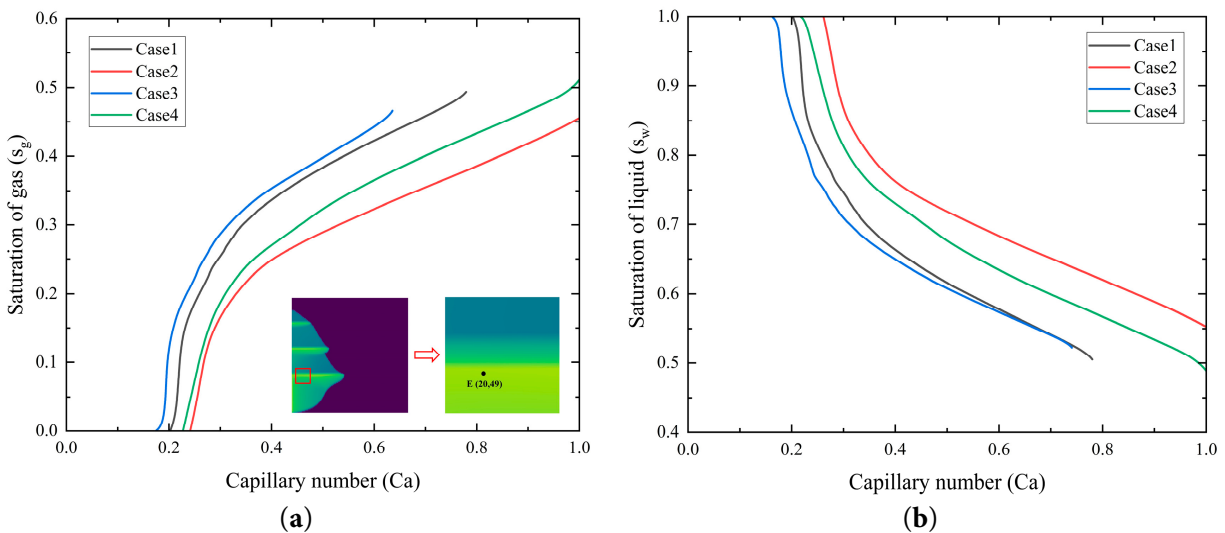 0.6
0.5
0.4
0.3
0.2
0.1
0.0
Saturation of gas (sg)
Case1
Case2
Case3
Case4
E (20,49)
0.0 0.2 0.4 0.6 0.8 1.0
Capillary number (Ca)
(a)
1.0
0.9
0.8
0.7
0.6
0.5
0.4
Saturation of liquid (sw)
Case1
Case2
Case3
Case4
0.0 0.2 0.4 0.6 0.8 1.0
Capillary number (Ca)
(b)